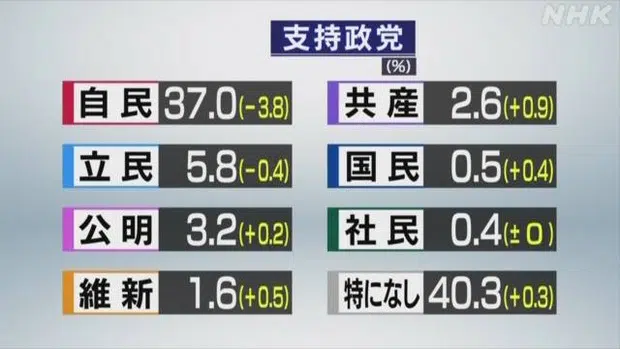 NHK
支持政党
(%)
自民 37.0(-3.8)
立民 5.8(-0.4)
公明 3.2(+0.2)
維新 1.6(+0.5)
共産 2.6(+0.9)
国民 0.5(+0.4)
社民 0.4(±0)
特になし 40.3(+0.3)